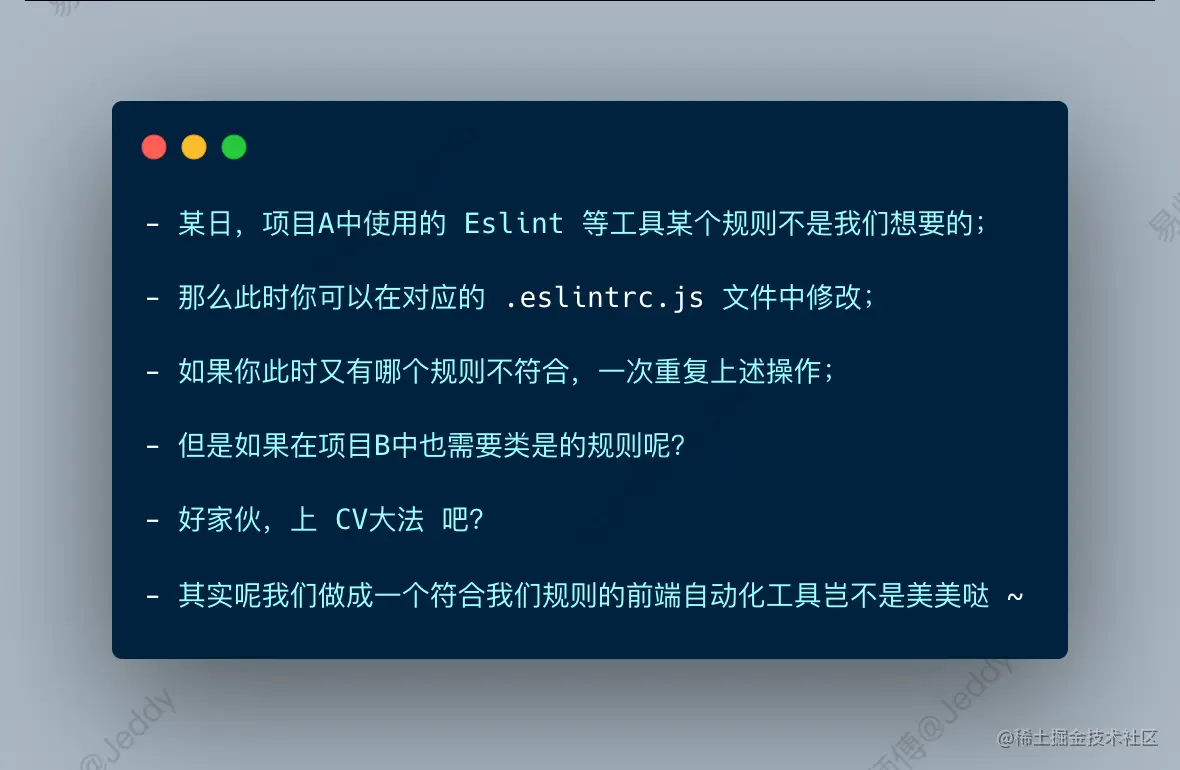 - 某日，项目A中使用的 Eslint 等工具某个规则不是我们想要的；
- 那么此时你可以在对应的 .eslintrc.js 文件中修改；
- 如果你此时又有哪个规则不符合，一次重复上述操作；
- 但是如果在项目B中也需要类是的规则呢？
- 好家伙，上 CV大法 吧？
- 其实呢我们做成一个符合我们规则的前端自动化工具岂不是美美哒 ~
@Jeddy
师傅@Jeddy
@稀土掘金技术社区